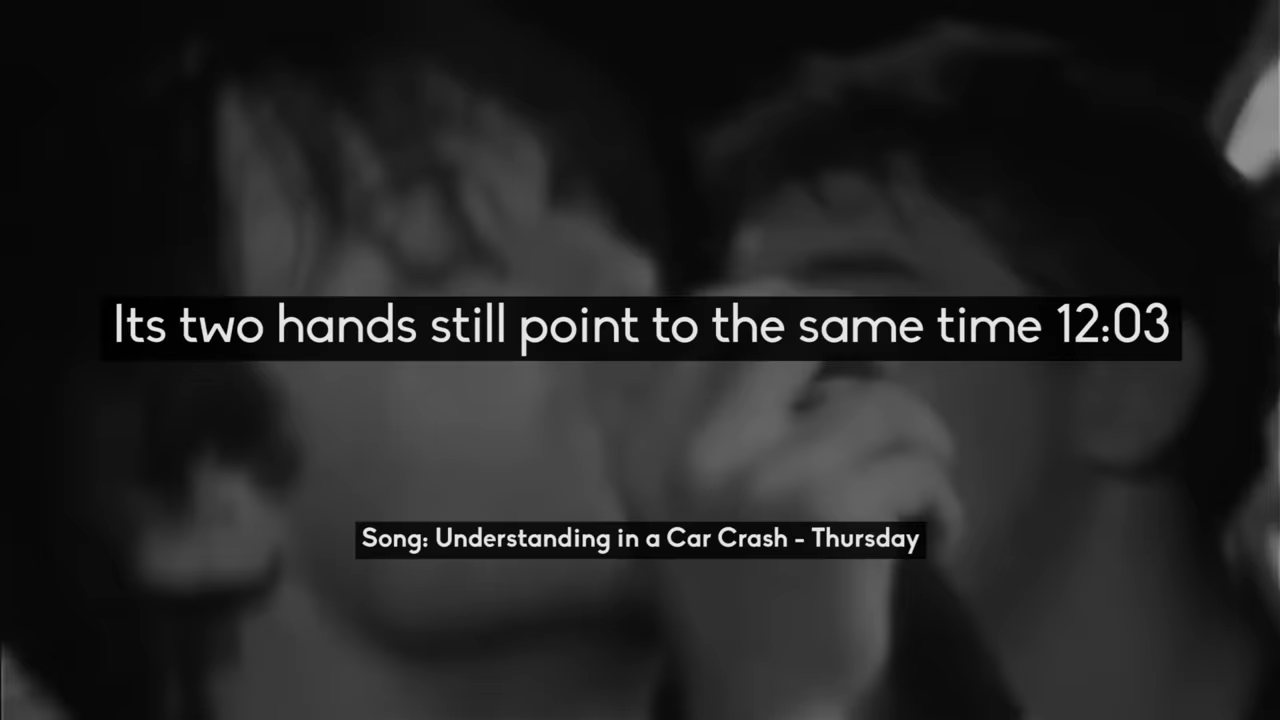 Its two hands still point to the same time 12:03
Song: Understanding in a Car Crash - Thursday